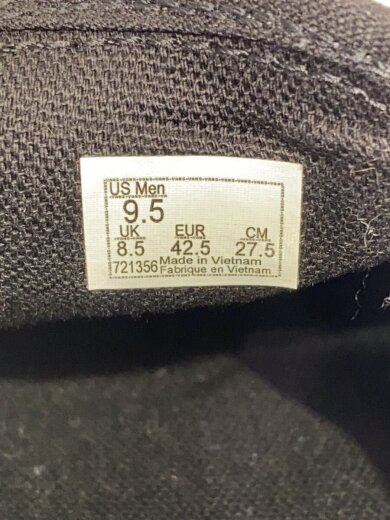 US Men
9.5
UK EUR CM
8.5 42.5 27.5
721356 Made in Vietnam
Fabrique en Vietnam